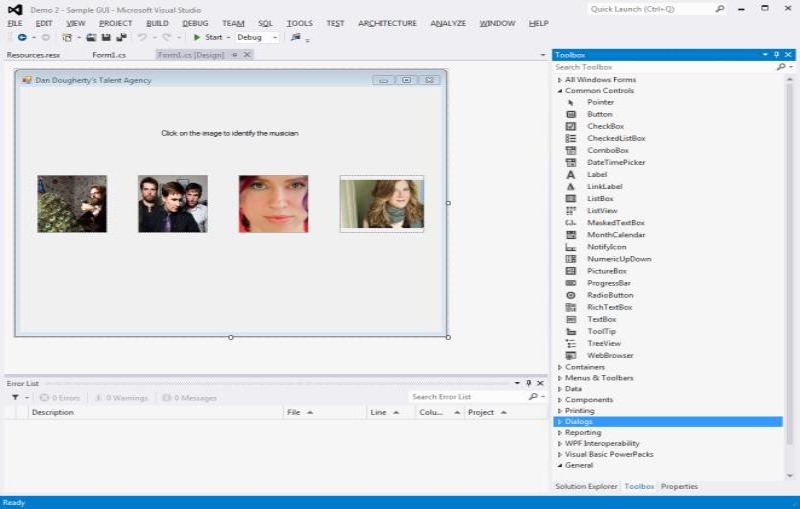 Demo 2 - Sample GUI - Microsoft Visual Studio
Quick Launch (Ctrl+Q)
FILE EDIT VIEW PROJECT BUILD DEBUG TEAM SQL TOOLS TEST ARCHITECTURE ANALYZE WINDOW HELP
Start Debug
Resources.resx Form1.cs Form1.cs [Design]
Dan Dougherty's Talent Agency
Click on the image to identify the musician
Toolbox
Search Toolbox
All Windows Forms
Common Controls
Pointer
Button
CheckBox
CheckedListBox
ComboBox
DateTimePicker
Label
LinkLabel
ListBox
ListView
MaskedTextBox
MonthCalendar
NotifyIcon
NumericUpDown
PictureBox
ProgressBar
RadioButton
RichTextBox
TextBox
ToolTip
TreeView
WebBrowser
Containers
Menus & Toolbars
Data
Components
Printing
Dialogs
Reporting
WPF Interoperability
Visual Basic PowerPacks
General
Error List
0 Errors 0 Warnings 0 Messages
Search Error List
Description File Line Colu... Project
Solution Explorer Toolbox Properties
Ready